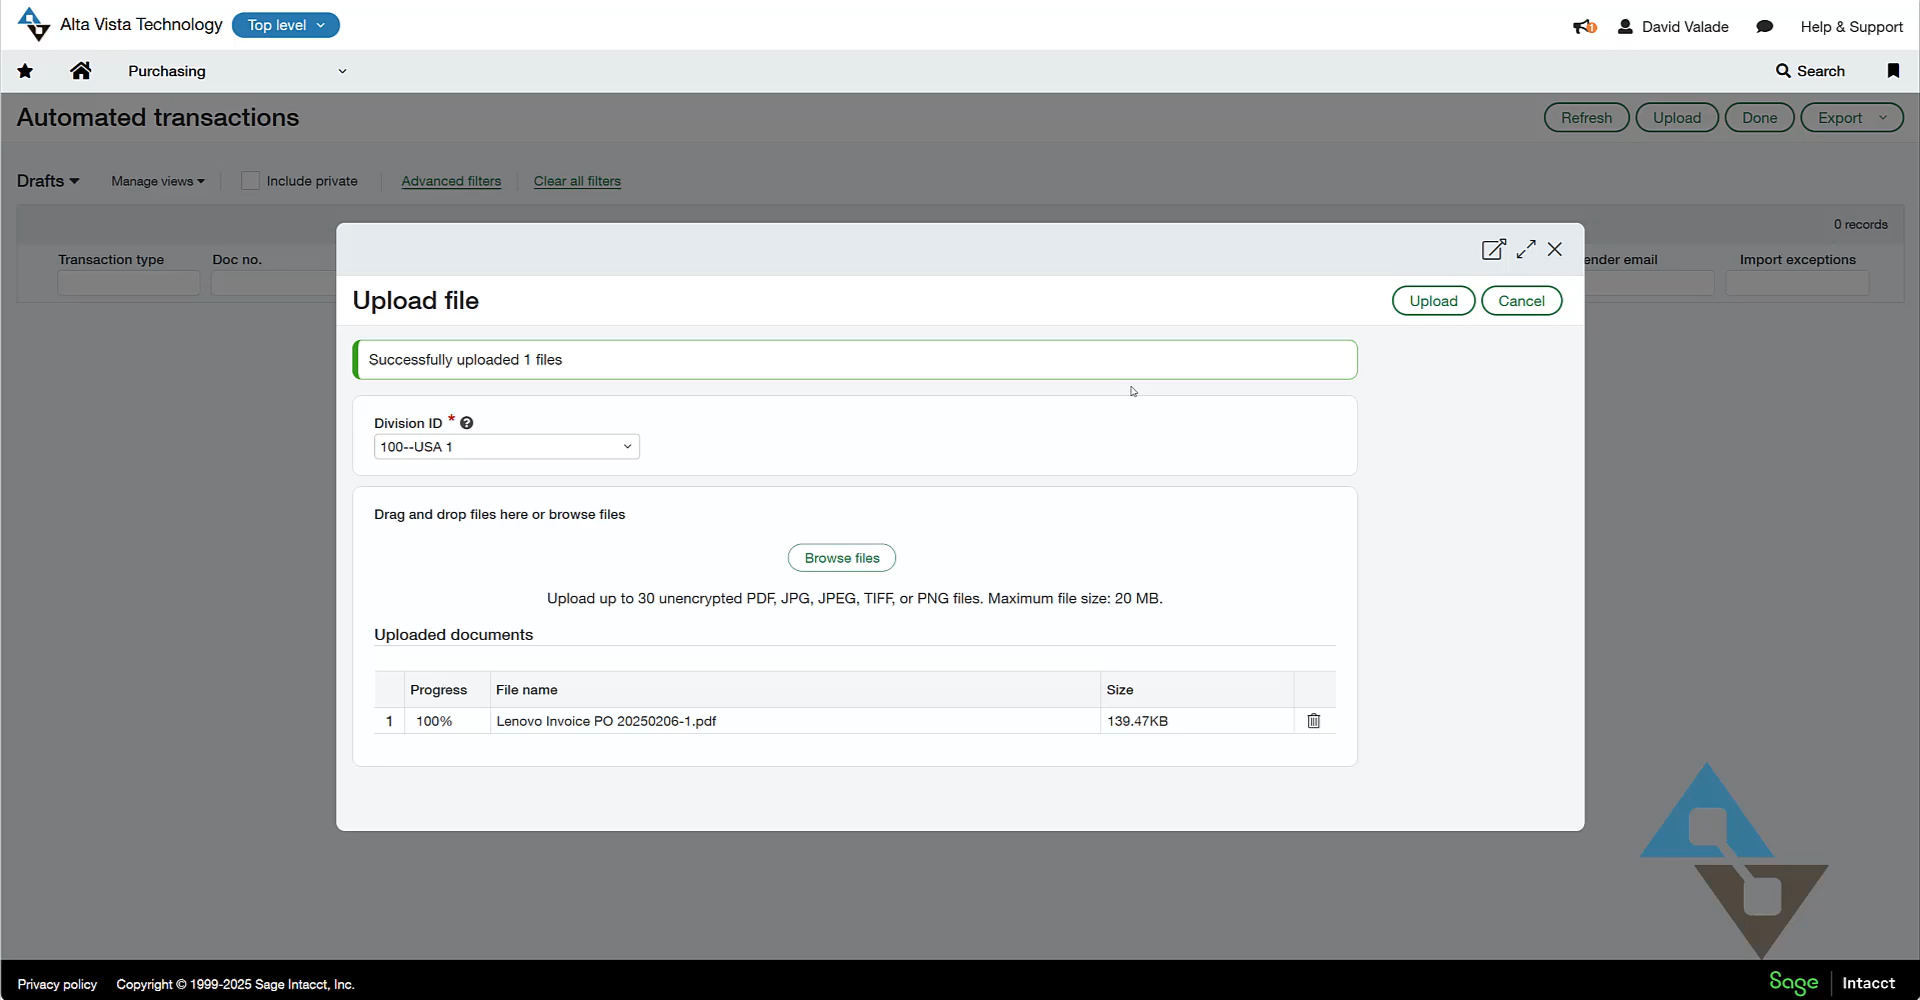 Alta Vista Technology Top level
1 David Valade Help & Support
Purchasing
Search
Automated transactions
Refresh Upload Done Export
Drafts Manage views Include private Advanced filters Clear all filters
0 records
Transaction type Doc no. ender email Import exceptions
Upload file
Upload Cancel
Successfully uploaded 1 files
Division ID * ?
100--USA 1
Drag and drop files here or browse files
Browse files
Upload up to 30 unencrypted PDF, JPG, JPEG, TIFF, or PNG files. Maximum file size: 20 MB.
Uploaded documents
Progress File name Size
1 100% Lenovo Invoice PO 20250206-1.pdf 139.47KB
Privacy policy Copyright © 1999-2025 Sage Intacct, Inc.
Sage Intacct